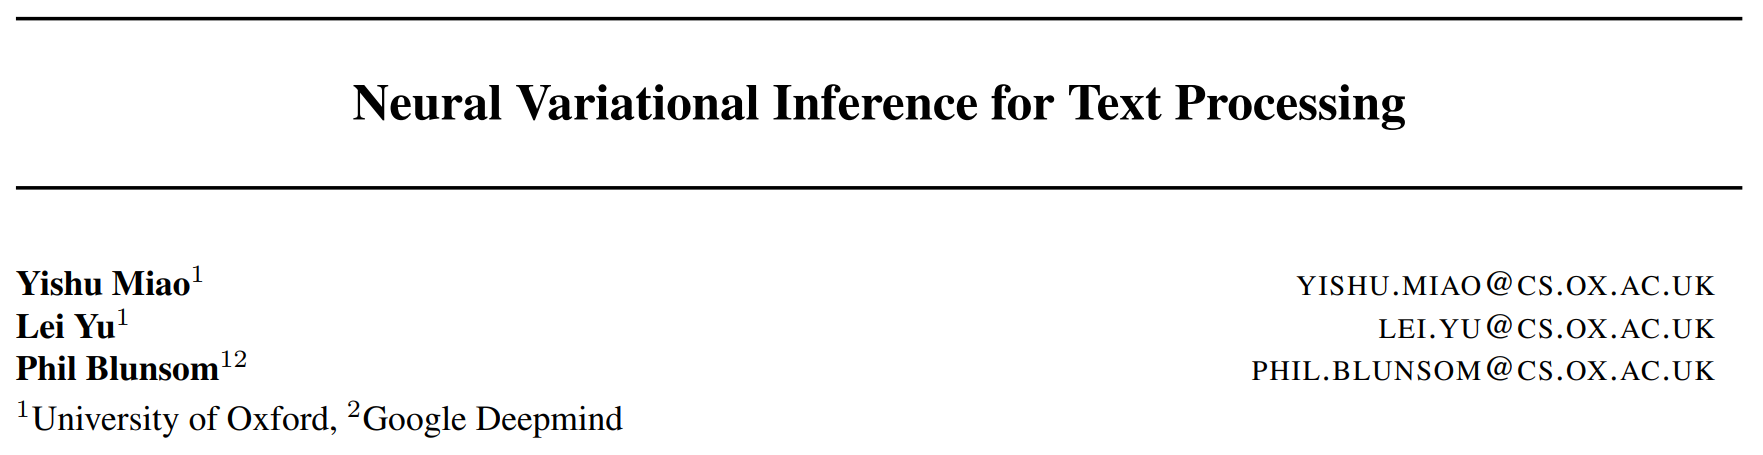 Neural Variational Inference for Text Processing
Yishu Miao¹ YISHU.MIAO@CS.OX.AC.UK
Lei Yu¹ LEI.YU@CS.OX.AC.UK
Phil Blunsom¹² PHIL.BLUNSOM@CS.OX.AC.UK
¹University of Oxford, ²Google Deepmind